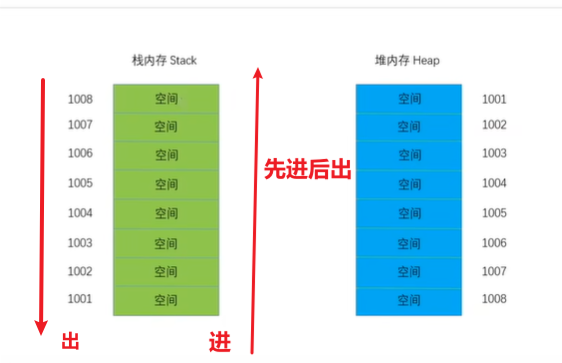 栈内存 Stack
堆内存 Heap
1008 空间 空间 1001
1007 空间 空间 1002
1006 空间 先进后出 空间 1003
1005 空间 空间 1004
1004 空间 空间 1005
1003 空间 空间 1006
1002 空间 空间 1007
1001 空间 空间 1008
出
进